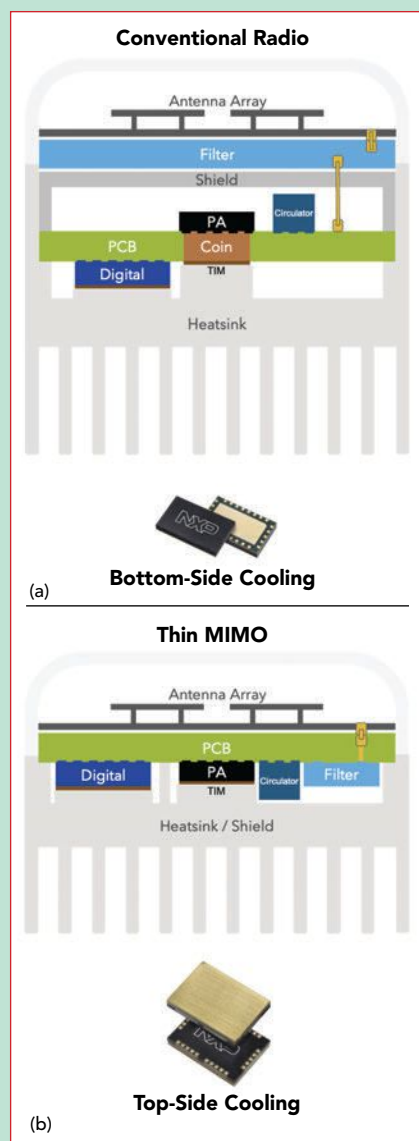 Conventional Radio
Antenna Array
Filter
Shield
Circulator
PA
PCB
Coin
Digital
TIM
Heatsink
NXP
(a)
Bottom-Side Cooling
Thin MIMO
Antenna Array
PCB
Digital
PA
Circulator
Filter
TIM
Heatsink / Shield
NXP
Top-Side Cooling
(b)